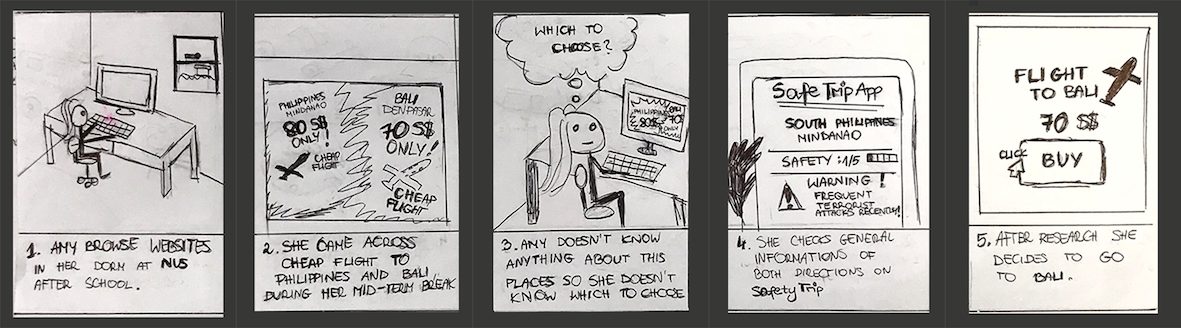 1. AMY BROWSE WEBSITES
IN HER DORM AT NUS
AFTER SCHOOL.
PHILIPPINES
MINDANAO
80 S$
ONLY!
CHEAP
FLIGHT
BALI
DENPASAR
70 S$
ONLY!
CHEAP
FLIGHT
2. SHE CAME ACROSS
CHEAP FLIGHT TO
PHILIPPINES AND BALI
DURING HER MID-TERM BREAK
WHICH TO
CHOOSE?
PHILIPPINES
80S$
ONLY
BALI
70
3. AMY DOESN'T KNOW
ANYTHING ABOUT THIS
PLACES SO SHE DOESN'T
KNOW WHICH TO CHOOSE
Safe Trip App
SOUTH PHILIPPINES
MINDANAO
SAFETY : 1/5
WARNING!
FREQUENT
TERRORIST
ATTACKS RECENTLY!
4. SHE CHECKS GENERAL
INFORMATIONS OF
BOTH DIRECTIONS ON
Safety Trip
FLIGHT
TO BALI
70 S$
CLICK
BUY
5. AFTER RESEARCH SHE
DECIDES TO GO
TO BALI.